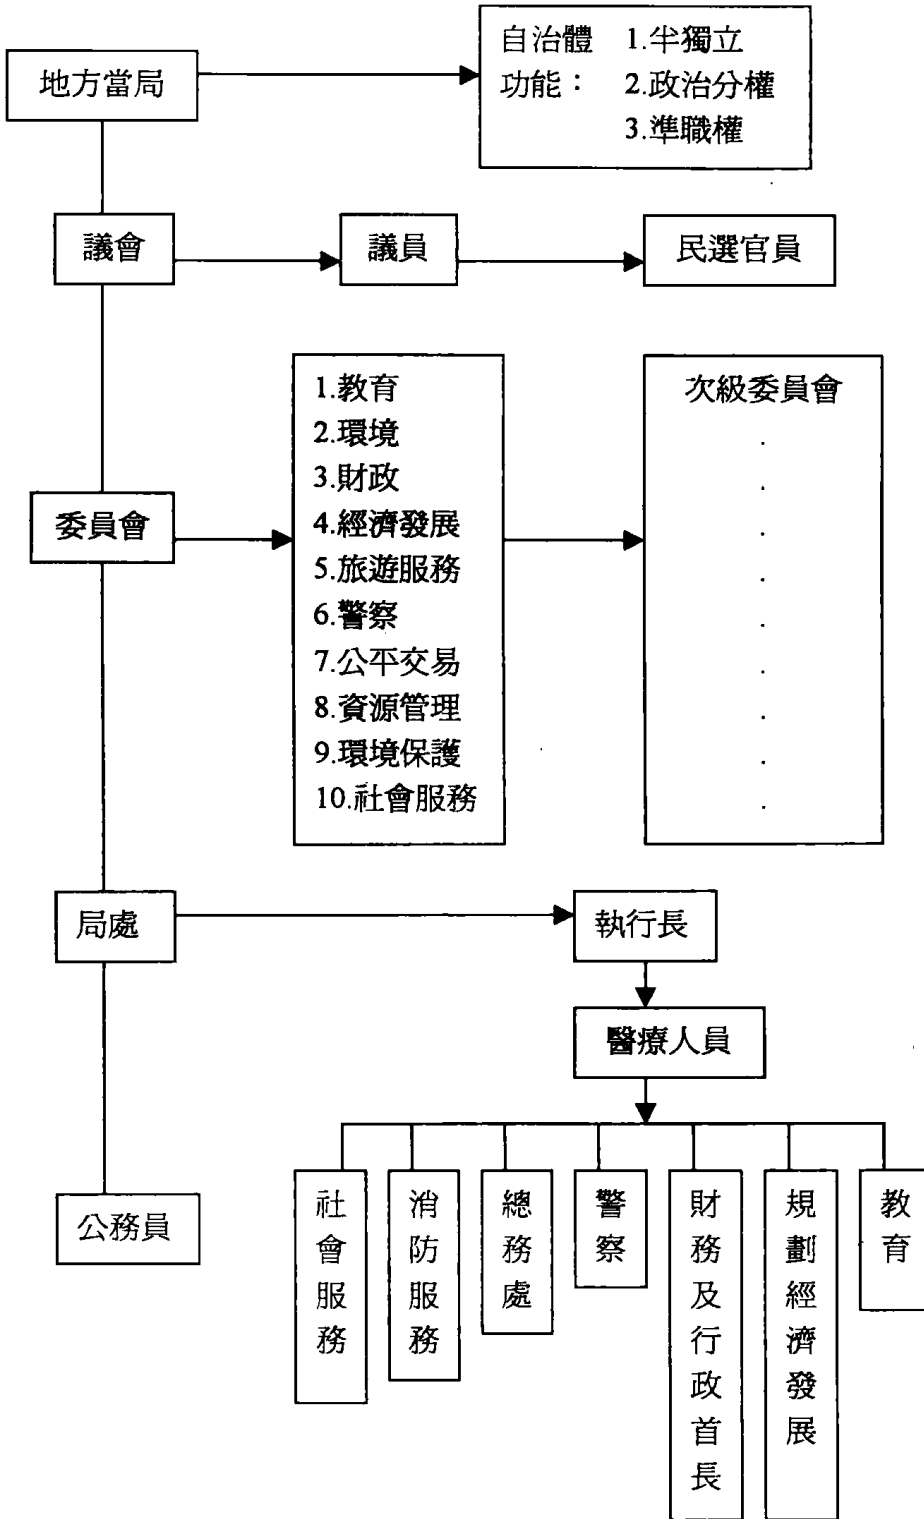 地方當局
自治體 1.半獨立
功能： 2.政治分權
3.準職權
議會
議員
民選官員
委員會
1.教育
2.環境
3.財政
4.經濟發展
5.旅遊服務
6.警察
7.公平交易
8.資源管理
9.環境保護
10.社會服務
次級委員會
局處
執行長
醫療人員
公務員
社會服務
消防服務
總務處
警察
財務及行政首長
規劃經濟發展
教育